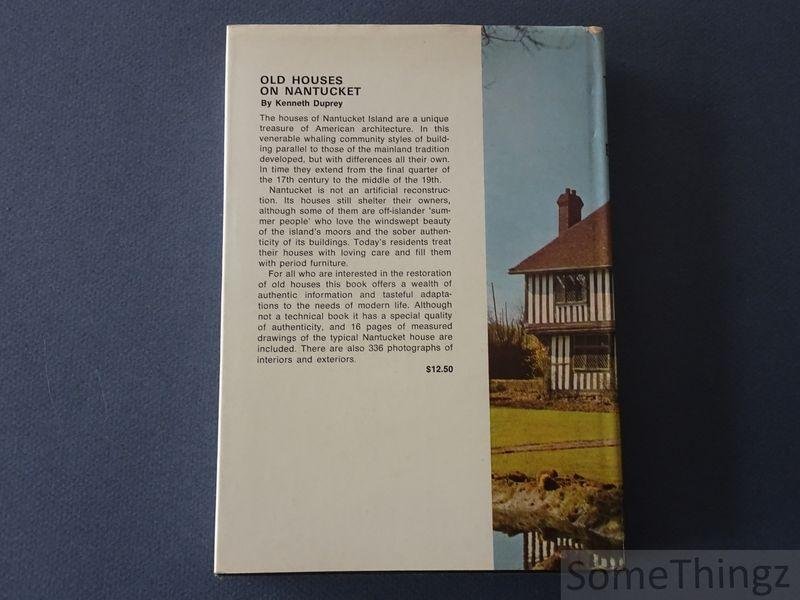 OLD HOUSES
ON NANTUCKET
By Kenneth Duprey
The houses of Nantucket Island are a unique
treasure of American architecture. In this
venerable whaling community styles of build-
ing parallel to those of the mainland tradition
developed, but with differences all their own.
In time they extend from the final quarter of
the 17th century to the middle of the 19th.
Nantucket is not an artificial reconstruc-
tion. Its houses still shelter their owners,
although some of them are off-islander 'sum-
mer people' who love the windswept beauty
of the island's moors and the sober authen-
ticity of its buildings. Today's residents treat
their houses with loving care and fill them
with period furniture.
For all who are interested in the restoration
of old houses this book offers a wealth of
authentic information and tasteful adapta-
tions to the needs of modern life. Although
not a technical book it has a special quality
of authenticity, and 16 pages of measured
drawings of the typical Nantucket house are
included. There are also 336 photographs of
interiors and exteriors.
$12.50
SomeThingz